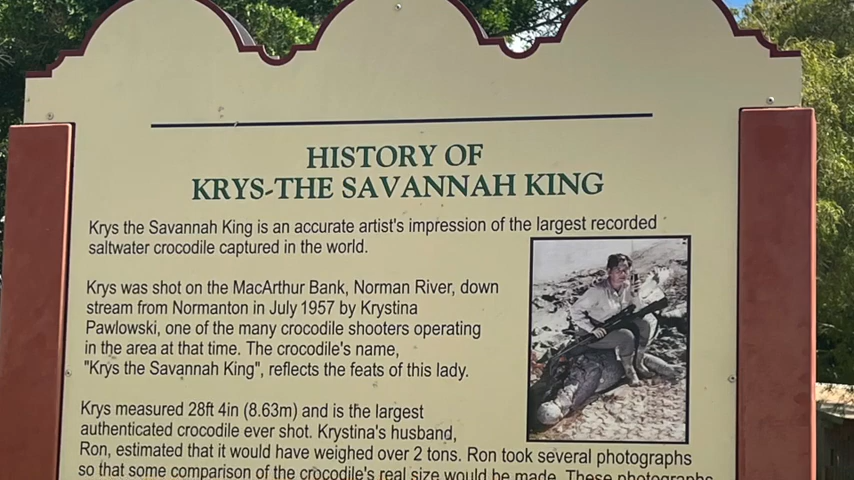 HISTORY OF
KRYS-THE SAVANNAH KING
Krys the Savannah King is an accurate artist's impression of the largest recorded
saltwater crocodile captured in the world.
Krys was shot on the MacArthur Bank, Norman River, down
stream from Normanton in July 1957 by Krystina
Pawlowski, one of the many crocodile shooters operating
in the area at that time. The crocodile's name,
"Krys the Savannah King", reflects the feats of this lady.
Krys measured 28ft 4in (8.63m) and is the largest
authenticated crocodile ever shot. Krystina's husband,
Ron, estimated that it would have weighed over 2 tons. Ron took several photographs
so that some comparison of the crocodile's real size would be made. These photographs